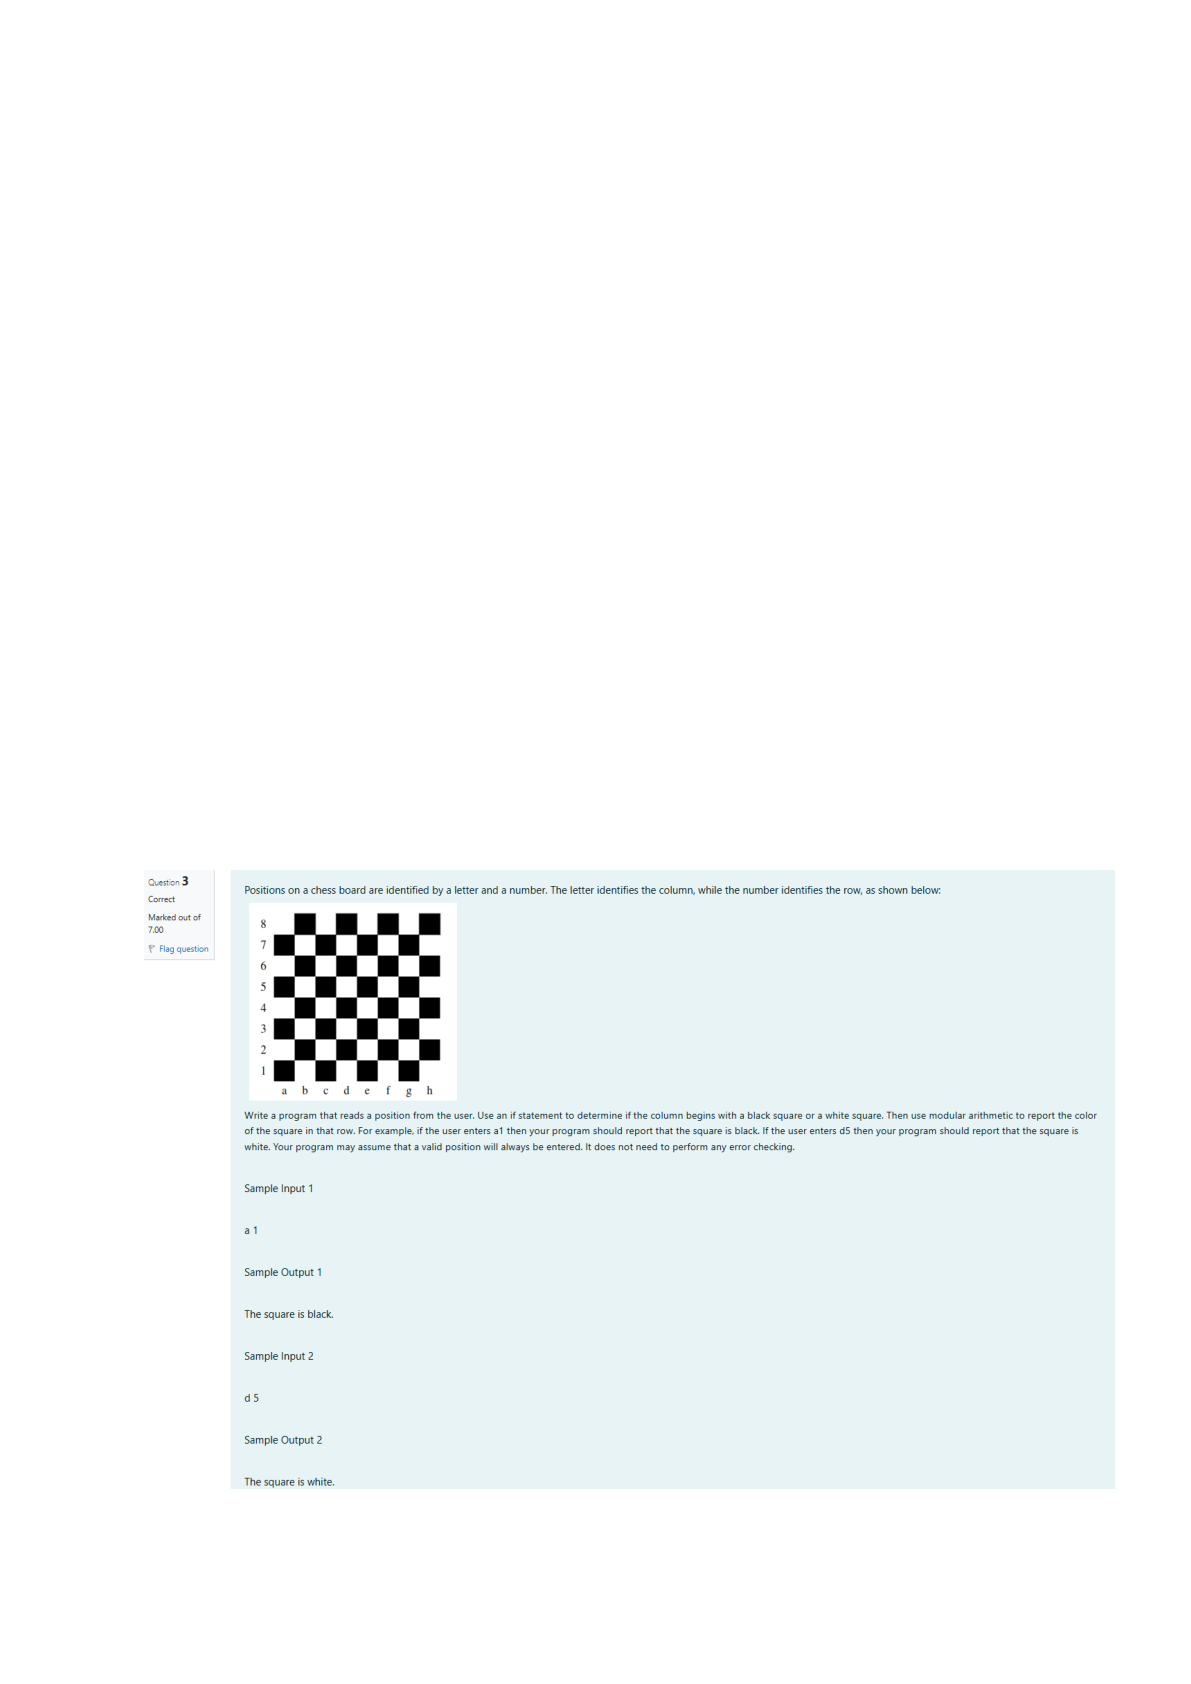 Question 3
Correct
Marked out of
7.00
Flag question
Positions on a chess board are identified by a letter and a number. The letter identifies the column, while the number identifies the row, as shown below:
8
7
6
5
4
3
2
1
a b c d e f g h
Write a program that reads a position from the user. Use an if statement to determine if the column begins with a black square or a white square. Then use modular arithmetic to report the color
of the square in that row. For example, if the user enters a1 then your program should report that the square is black. If the user enters d5 then your program should report that the square is
white. Your program may assume that a valid position will always be entered. It does not need to perform any error checking.
Sample Input 1
a 1
Sample Output 1
The square is black.
Sample Input 2
d 5
Sample Output 2
The square is white.